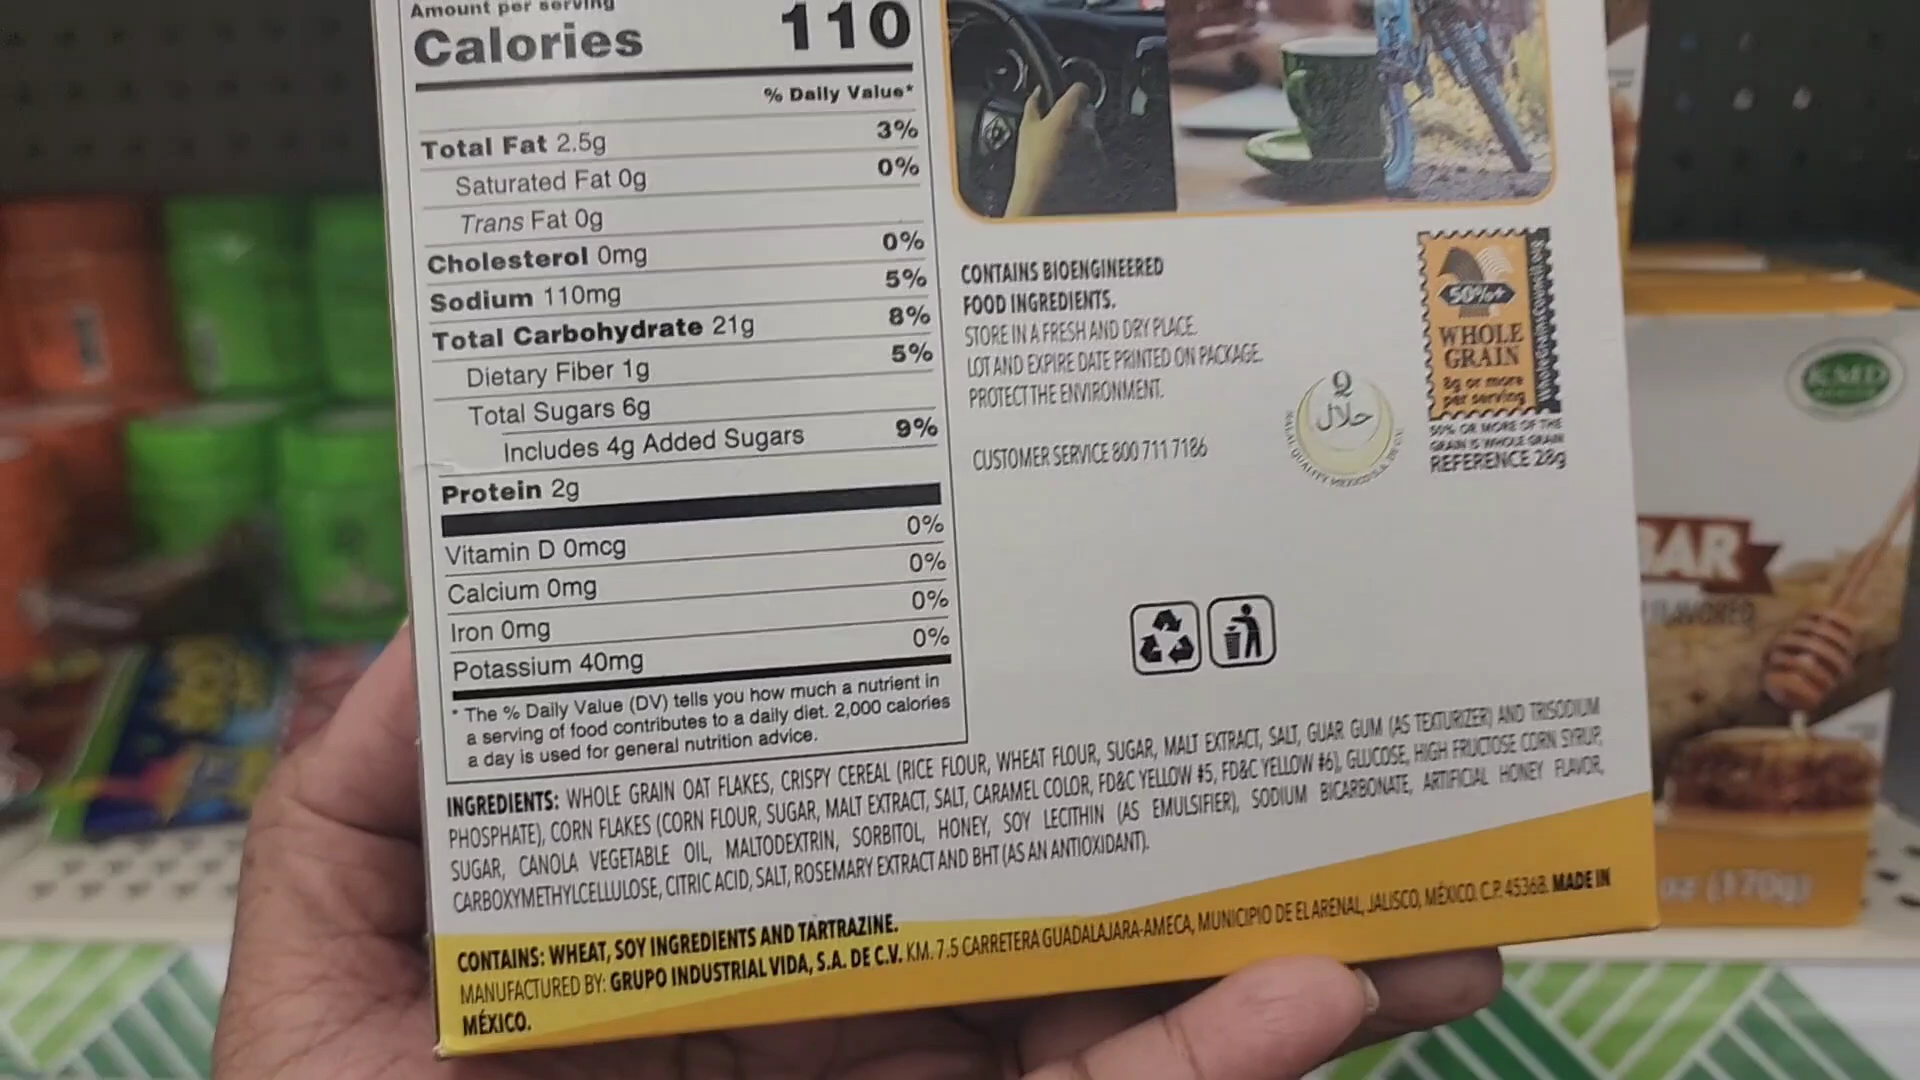 Amount per serving
Calories 110
% Daily Value*
Total Fat 2.5g 3%
Saturated Fat 0g 0%
Trans Fat 0g
Cholesterol 0mg 0%
Sodium 110mg 5%
Total Carbohydrate 21g 8%
Dietary Fiber 1g 5%
Total Sugars 6g
Includes 4g Added Sugars 9%
Protein 2g
Vitamin D 0mcg 0%
Calcium 0mg 0%
Iron 0mg 0%
Potassium 40mg 0%
* The % Daily Value (DV) tells you how much a nutrient in
a serving of food contributes to a daily diet. 2,000 calories
a day is used for general nutrition advice.
CONTAINS BIOENGINEERED
FOOD INGREDIENTS.
STORE IN A FRESH AND DRY PLACE.
LOT AND EXPIRE DATE PRINTED ON PACKAGE.
PROTECT THE ENVIRONMENT.
CUSTOMER SERVICE 800 711 7186
حلال
50%+
WHOLE
GRAIN
8g or more
per serving
50% OR MORE OF THE
GRAIN IS WHOLE GRAIN
REFERENCE 28g
INGREDIENTS: WHOLE GRAIN OAT FLAKES, CRISPY CEREAL (RICE FLOUR, WHEAT FLOUR, SUGAR, MALT EXTRACT, SALT, GUAR GUM (AS TEXTURIZER) AND TRISODIUM
PHOSPHATE), CORN FLAKES (CORN FLOUR, SUGAR, MALT EXTRACT, SALT, CARAMEL COLOR, FD&C YELLOW #5, FD&C YELLOW #6), GLUCOSE, HIGH FRUCTOSE CORN SYRUP,
SUGAR, CANOLA VEGETABLE OIL, MALTODEXTRIN, SORBITOL, HONEY, SOY LECITHIN (AS EMULSIFIER), SODIUM BICARBONATE, ARTIFICIAL HONEY FLAVOR,
CARBOXYMETHYLCELLULOSE, CITRIC ACID, SALT, ROSEMARY EXTRACT AND BHT (AS AN ANTIOXIDANT).
CONTAINS: WHEAT, SOY INGREDIENTS AND TARTRAZINE.
MANUFACTURED BY: GRUPO INDUSTRIAL VIDA, S.A. DE C.V. KM. 7.5 CARRETERA GUADALAJARA-AMECA, MUNICIPIO DE EL ARENAL, JALISCO, MÉXICO. C.P. 45368. MADE IN
MÉXICO.
KMD
BAR
(170g)